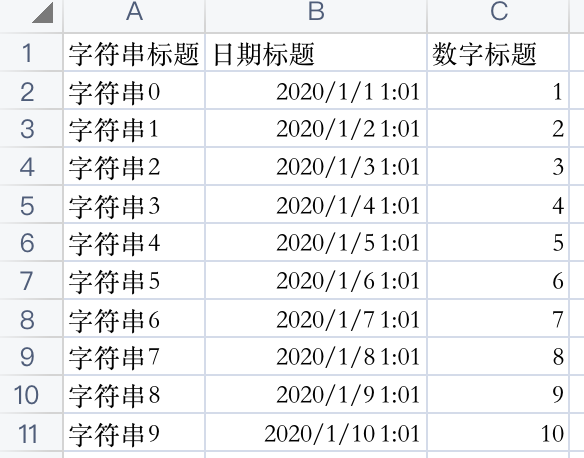 A B C
1 字符串标题 日期标题 数字标题
2 字符串0 2020/1/1 1:01 1
3 字符串1 2020/1/2 1:01 2
4 字符串2 2020/1/3 1:01 3
5 字符串3 2020/1/4 1:01 4
6 字符串4 2020/1/5 1:01 5
7 字符串5 2020/1/6 1:01 6
8 字符串6 2020/1/7 1:01 7
9 字符串7 2020/1/8 1:01 8
10 字符串8 2020/1/9 1:01 9
11 字符串9 2020/1/10 1:01 10